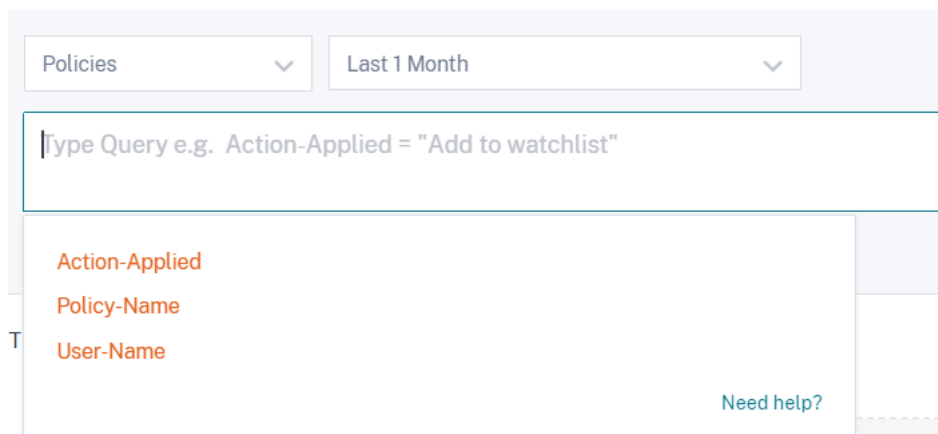 Policies
Last 1 Month
Type Query e.g. Action-Applied = "Add to watchlist"
Action-Applied
Policy-Name
T
User-Name
Need help?